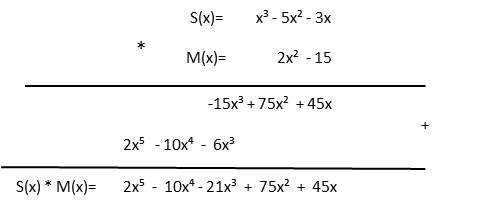 S(x)= x³ - 5x² - 3x
*
M(x)= 2x² - 15
-15x³ + 75x² + 45x
+
2x⁵ - 10x⁴ - 6x³
S(x) * M(x)= 2x⁵ - 10x⁴ - 21x³ + 75x² + 45x